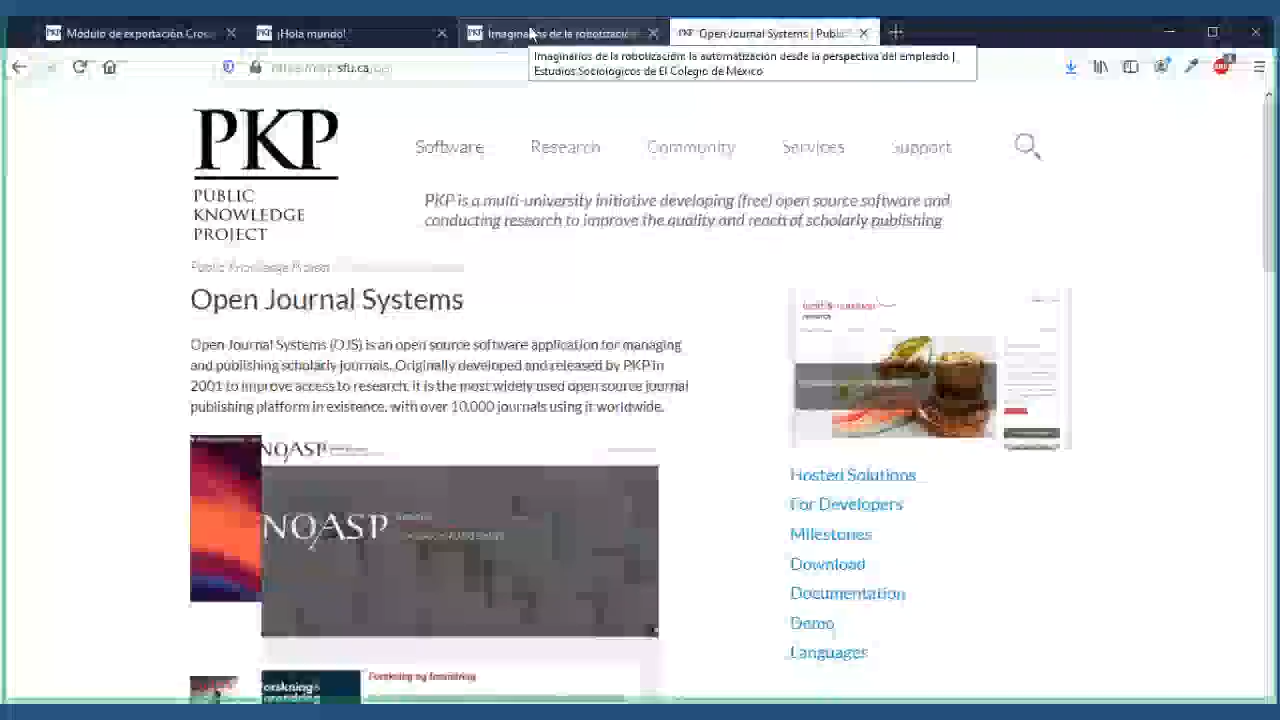 Módulo de exportación Cros
¡Hola mundo!
Imaginarios de la robotizació
Open Journal Systems | Publi
Imaginarios de la robotización: la automatización desde la perspectiva del empleado |
Estudios Sociológicos de El Colegio de México
sfu.ca
PKP
PUBLIC
KNOWLEDGE
PROJECT
Software Research Community Services Support
PKP is a multi-university initiative developing (free) open source software and
conducting research to improve the quality and reach of scholarly publishing
Public Knowledge Project
Open Journal Systems
Open Journal Systems (OJS) is an open source software application for managing
and publishing scholarly journals. Originally developed and released by PKP in
2001 to improve access to research, it is the most widely used open source journal
publishing platform in existence, with over 10,000 journals using it worldwide.
NOASP
NOASP
Forskning og forandring
Forskning
Hosted Solutions
For Developers
Milestones
Download
Documentation
Demo
Languages